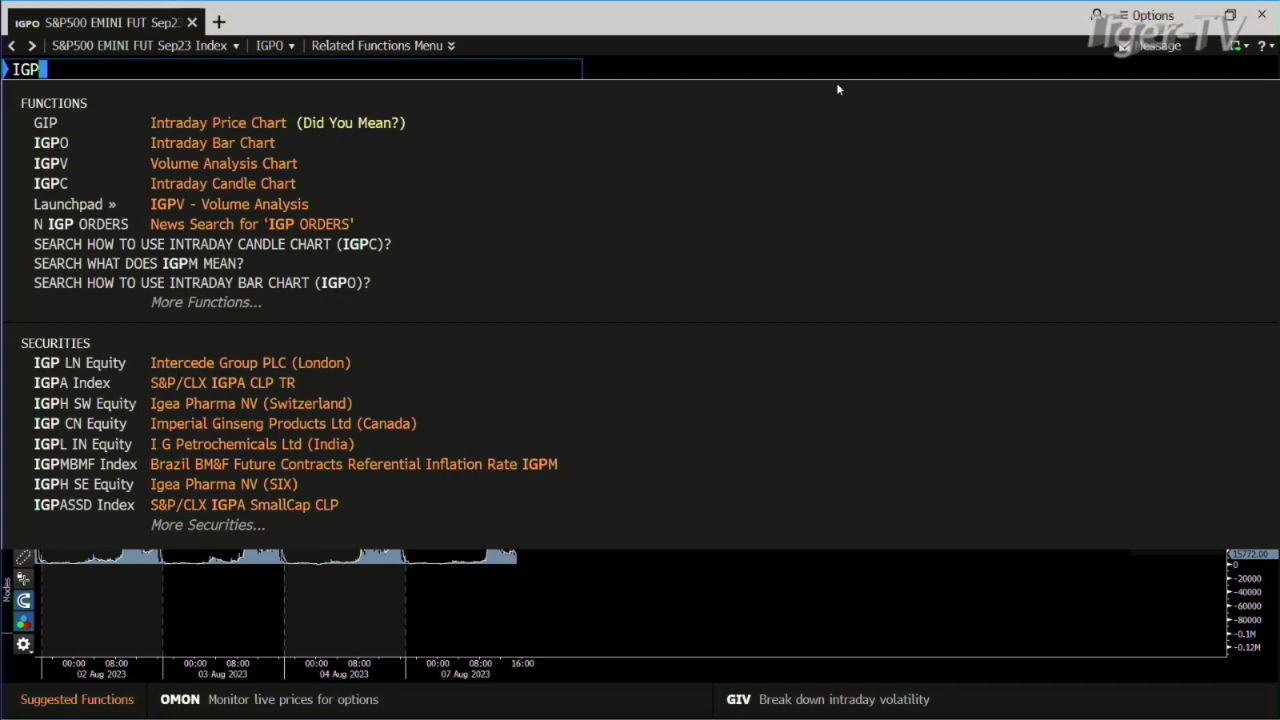 IGPO S&P500 EMINI FUT Sep23
Options
Tiger-TV
S&P500 EMINI FUT Sep23 Index IGPO Related Functions Menu Message ?
IGP
FUNCTIONS
GIP Intraday Price Chart (Did You Mean?)
IGPO Intraday Bar Chart
IGPV Volume Analysis Chart
IGPC Intraday Candle Chart
Launchpad » IGPV - Volume Analysis
N IGP ORDERS News Search for 'IGP ORDERS'
SEARCH HOW TO USE INTRADAY CANDLE CHART (IGPC)?
SEARCH WHAT DOES IGPM MEAN?
SEARCH HOW TO USE INTRADAY BAR CHART (IGPO)?
More Functions...
SECURITIES
IGP LN Equity Intercede Group PLC (London)
IGPA Index S&P/CLX IGPA CLP TR
IGPH SW Equity Igea Pharma NV (Switzerland)
IGP CN Equity Imperial Ginseng Products Ltd (Canada)
IGPL IN Equity I G Petrochemicals Ltd (India)
IGPMBMF Index Brazil BM&F Future Contracts Referential Inflation Rate IGPM
IGPH SE Equity Igea Pharma NV (SIX)
IGPASSD Index S&P/CLX IGPA SmallCap CLP
More Securities...
15772.00
0
-20000
-40000
-60000
-80000
-0.1M
-0.12M
Modes
00:00 08:00 00:00 08:00 00:00 08:00 00:00 08:00 16:00
02 Aug 2023 03 Aug 2023 04 Aug 2023 07 Aug 2023
Suggested Functions OMON Monitor live prices for options GIV Break down intraday volatility